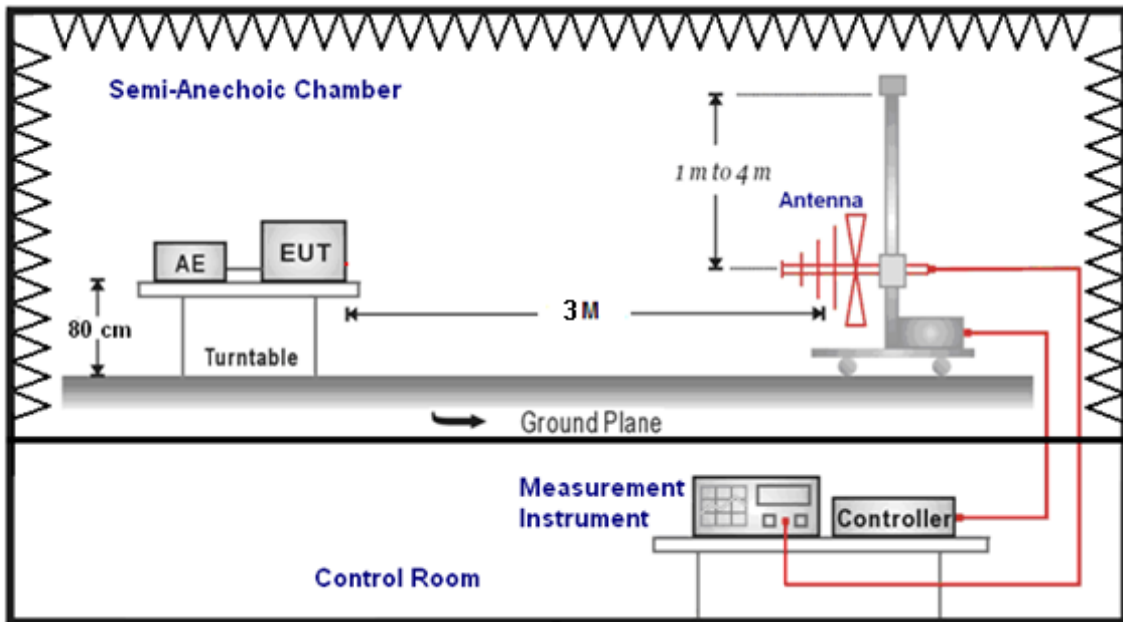 Semi-Anechoic Chamber
1 m to 4 m
Antenna
AE
EUT
80 cm
3 M
Turntable
Ground Plane
Measurement
Instrument
Controller
Control Room